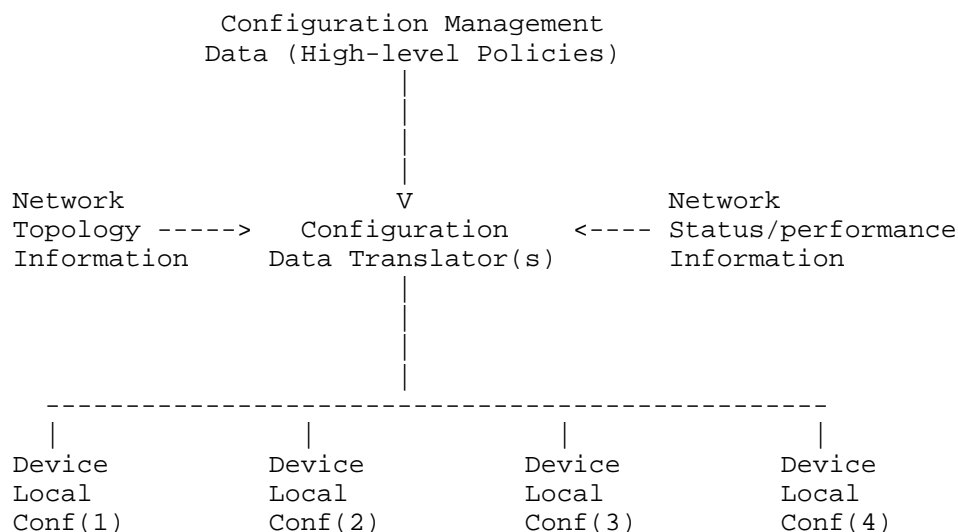 Configuration Management
Data (High-level Policies)
|
|
|
|
Network V Network
Topology -----> Configuration <---- Status/performance
Information Data Translator(s) Information
|
|
|
|
-------------------------------------------------
| | | |
Device Device Device Device
Local Local Local Local
Conf(1) Conf(2) Conf(3) Conf(4)